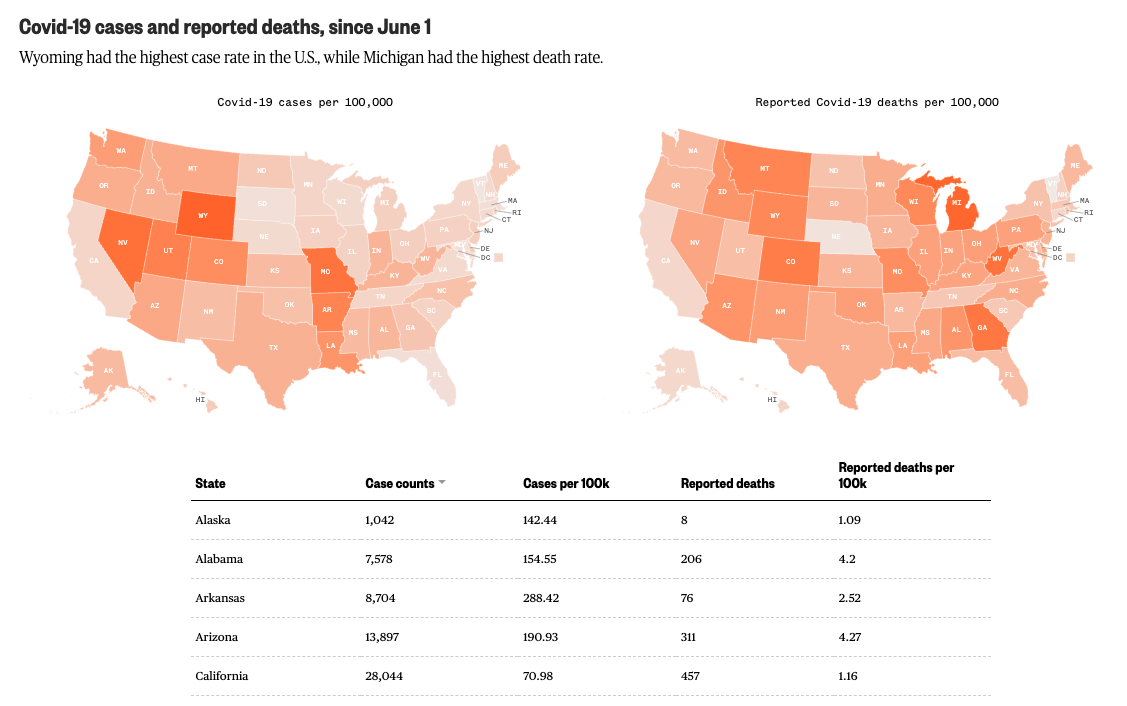 Covid-19 cases and reported deaths, since June 1
Wyoming had the highest case rate in the U.S., while Michigan had the highest death rate.
Covid-19 cases per 100,000
WA
MT
ND
MN
ME
OR
ID
WY
SD
WI
MI
VT
NH
NY
MA
RI
CT
NV
UT
CO
NE
IA
IL
IN
OH
PA
NJ
CA
DE
DC
MD
WV
VA
KS
MO
KY
AZ
NM
OK
AR
TN
NC
SC
TX
LA
MS
AL
GA
AK
HI
FL
Reported Covid-19 deaths per 100,000
WA
MT
ND
MN
ME
OR
ID
WY
SD
WI
MI
VT
NH
NY
MA
RI
CT
NV
UT
CO
NE
IA
IL
IN
OH
PA
NJ
CA
DE
DC
MD
WV
VA
KS
MO
KY
AZ
NM
OK
AR
TN
NC
SC
TX
LA
MS
AL
GA
AK
HI
FL
State Case counts Cases per 100k Reported deaths Reported deaths per
100k
Alaska 1,042 142.44 8 1.09
Alabama 7,578 154.55 206 4.2
Arkansas 8,704 288.42 76 2.52
Arizona 13,897 190.93 311 4.27
California 28,044 70.98 457 1.16